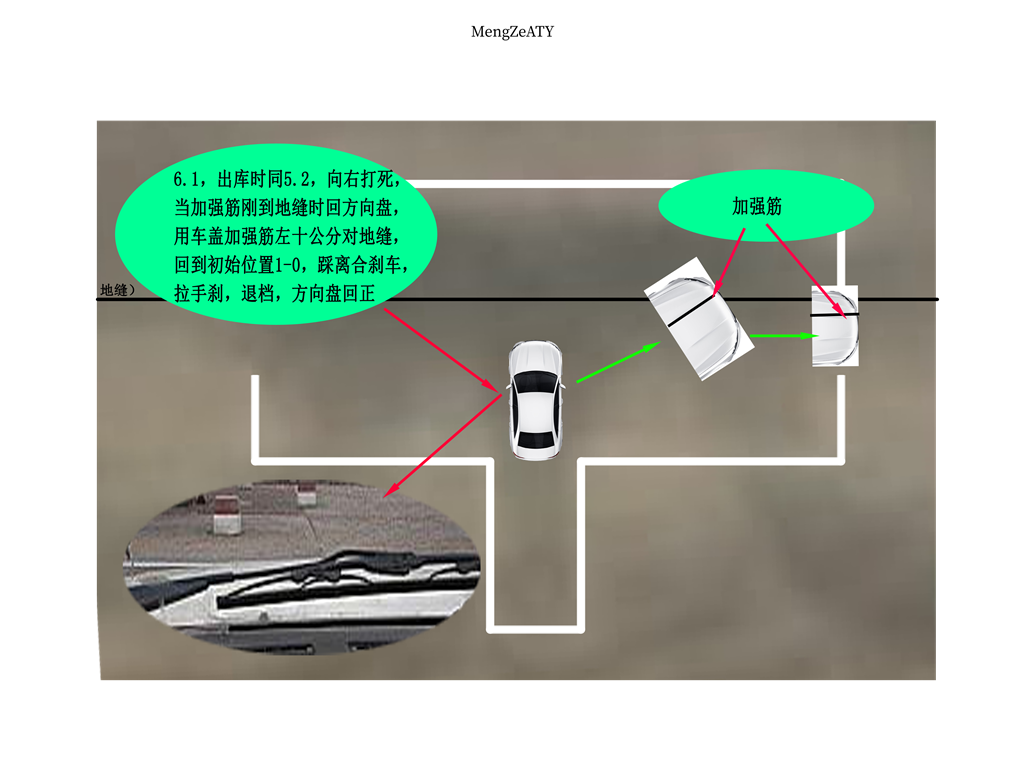 MengZeATY
6.1，出库时同5.2，向右打死，
当加强筋刚到地缝时回方向盘，
用车盖加强筋左十公分对地缝，
回到初始位置1-0，踩离合刹车，
拉手刹，退档，方向盘回正
加强筋
地缝）